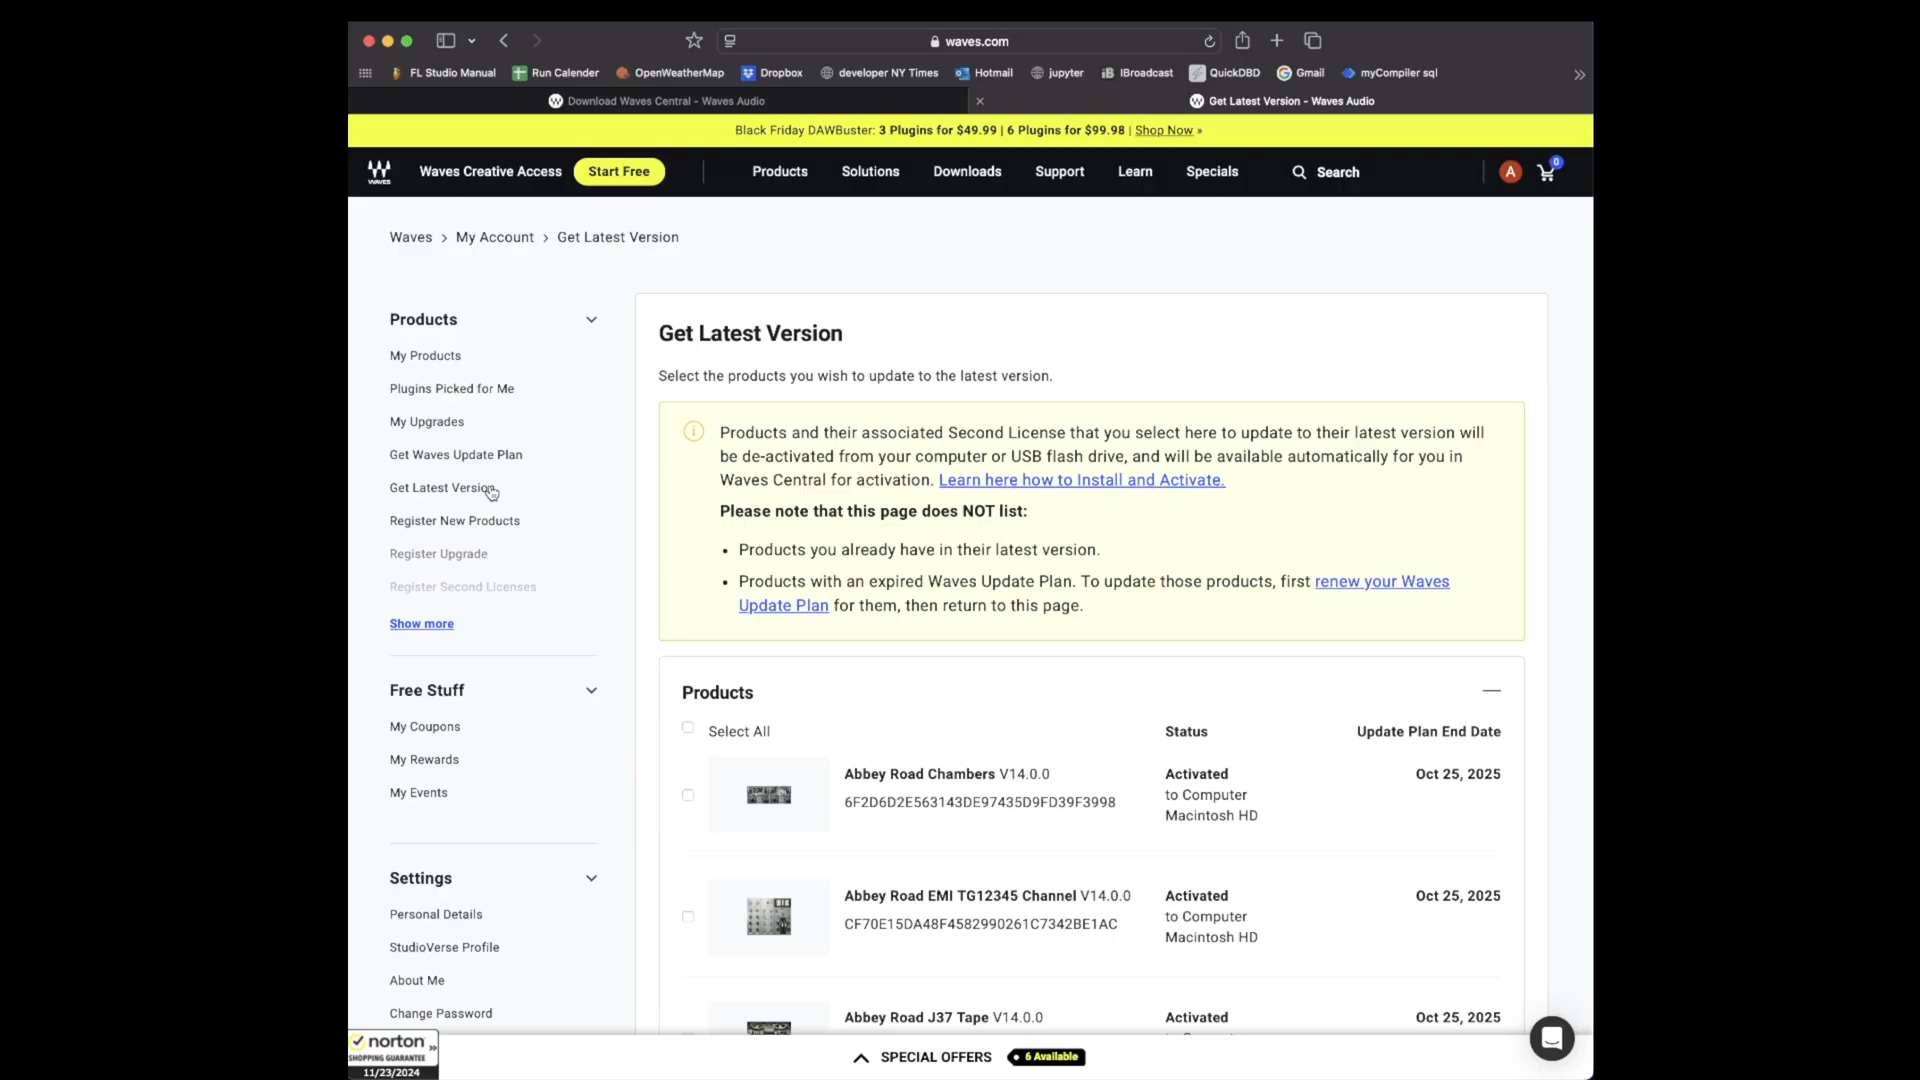 waves.com
FL Studio Manual
Run Calender
OpenWeatherMap
Dropbox
developer NY Times
Hotmail
jupyter
IBroadcast
QuickDBD
Gmail
myCompiler sql
Download Waves Central - Waves Audio
Get Latest Version - Waves Audio
Black Friday DAWBuster: 3 Plugins for $49.99 | 6 Plugins for $99.98 | Shop Now »
WAVES
Waves Creative Access
Start Free
Products
Solutions
Downloads
Support
Learn
Specials
Search
A
0
Waves > My Account > Get Latest Version
Products
My Products
Plugins Picked for Me
My Upgrades
Get Waves Update Plan
Get Latest Version
Register New Products
Register Upgrade
Register Second Licenses
Show more
Free Stuff
My Coupons
My Rewards
My Events
Settings
Personal Details
StudioVerse Profile
About Me
Change Password
Get Latest Version
Select the products you wish to update to the latest version.
Products and their associated Second License that you select here to update to their latest version will
be de-activated from your computer or USB flash drive, and will be available automatically for you in
Waves Central for activation. Learn here how to Install and Activate.
Please note that this page does NOT list:
• Products you already have in their latest version.
• Products with an expired Waves Update Plan. To update those products, first renew your Waves
Update Plan for them, then return to this page.
Products
Select All
Status
Update Plan End Date
Abbey Road Chambers V14.0.0
6F2D6D2E563143DE97435D9FD39F3998
Activated
to Computer
Macintosh HD
Oct 25, 2025
Abbey Road EMI TG12345 Channel V14.0.0
CF70E15DA48F4582990261C7342BE1AC
Activated
to Computer
Macintosh HD
Oct 25, 2025
Abbey Road J37 Tape V14.0.0
Activated
Oct 25, 2025
norton »
SHOPPING GUARANTEE
11/23/2024
SPECIAL OFFERS
• 6 Available